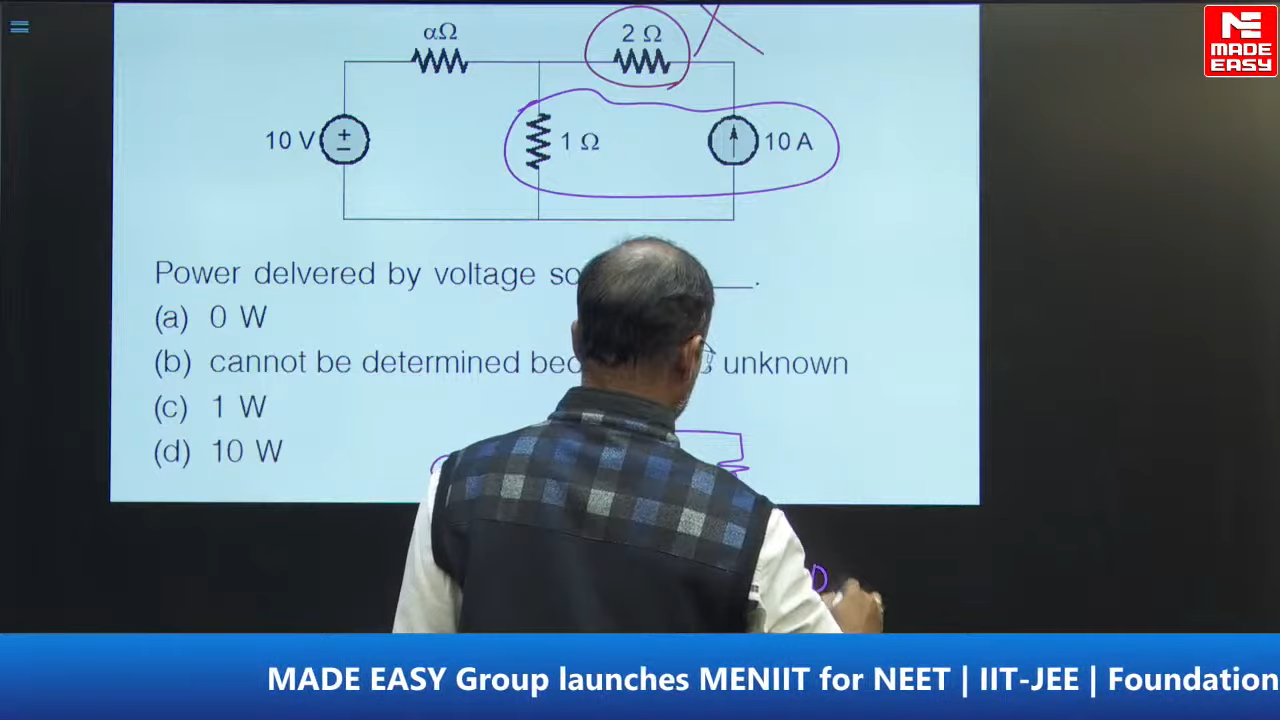 αΩ
2 Ω
10 V
+
−
1 Ω
10 A
NE
MADE
EASY
Power delvered by voltage so
(a) 0 W
(b) cannot be determined bec unknown
(c) 1 W
(d) 10 W
MADE EASY Group launches MENIIT for NEET | IIT-JEE | Foundation